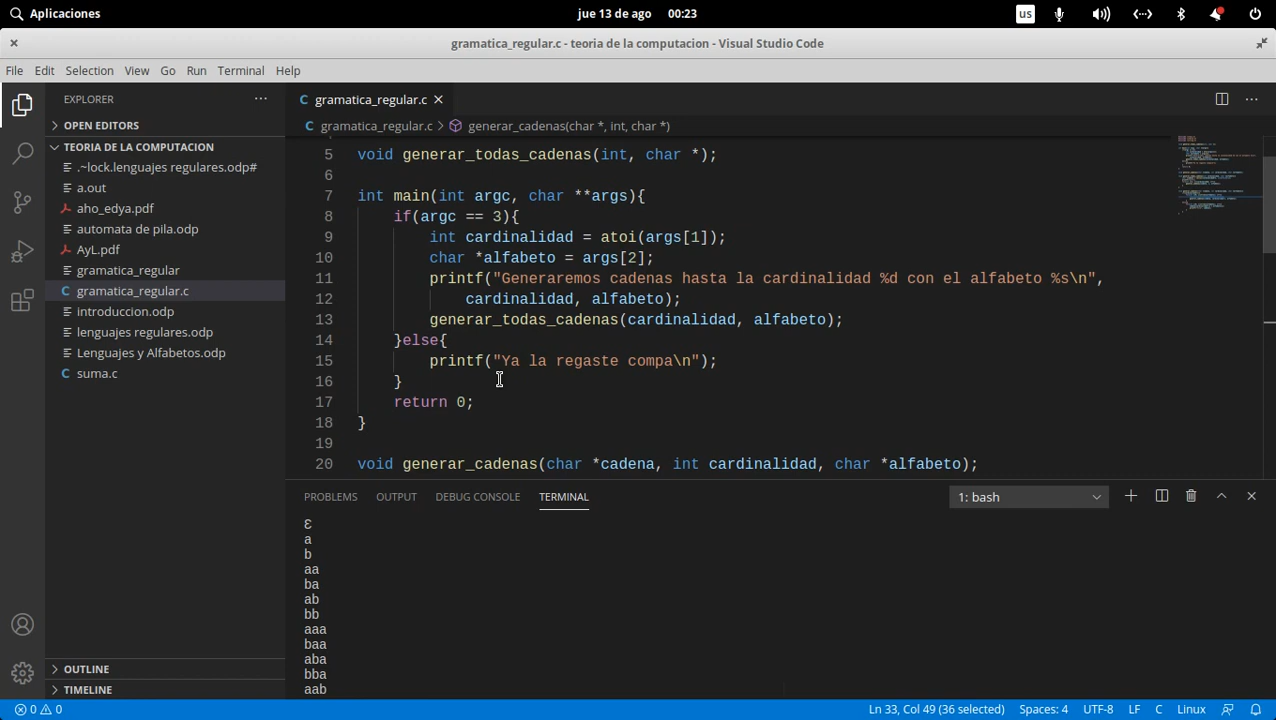 Aplicaciones
jue 13 de ago 00:23
us
gramatica_regular.c - teoria de la computacion - Visual Studio Code
File Edit Selection View Go Run Terminal Help
EXPLORER
OPEN EDITORS
TEORIA DE LA COMPUTACION
.~lock.lenguajes regulares.odp#
a.out
aho_edya.pdf
automata de pila.odp
AyL.pdf
gramatica_regular
gramatica_regular.c
introduccion.odp
lenguajes regulares.odp
Lenguajes y Alfabetos.odp
suma.c
OUTLINE
TIMELINE
gramatica_regular.c
gramatica_regular.c > generar_cadenas(char *, int, char *)
5 void generar_todas_cadenas(int, char *);
6
7 int main(int argc, char **args){
8 if(argc == 3){
9 int cardinalidad = atoi(args[1]);
10 char *alfabeto = args[2];
11 printf("Generaremos cadenas hasta la cardinalidad %d con el alfabeto %s\n",
12 cardinalidad, alfabeto);
13 generar_todas_cadenas(cardinalidad, alfabeto);
14 }else{
15 printf("Ya la regaste compa\n");
16 }
17 return 0;
18 }
19
20 void generar_cadenas(char *cadena, int cardinalidad, char *alfabeto);
PROBLEMS OUTPUT DEBUG CONSOLE TERMINAL
1: bash
ε
a
b
aa
ba
ab
bb
aaa
baa
aba
bba
aab
0 0
Ln 33, Col 49 (36 selected) Spaces: 4 UTF-8 LF C Linux